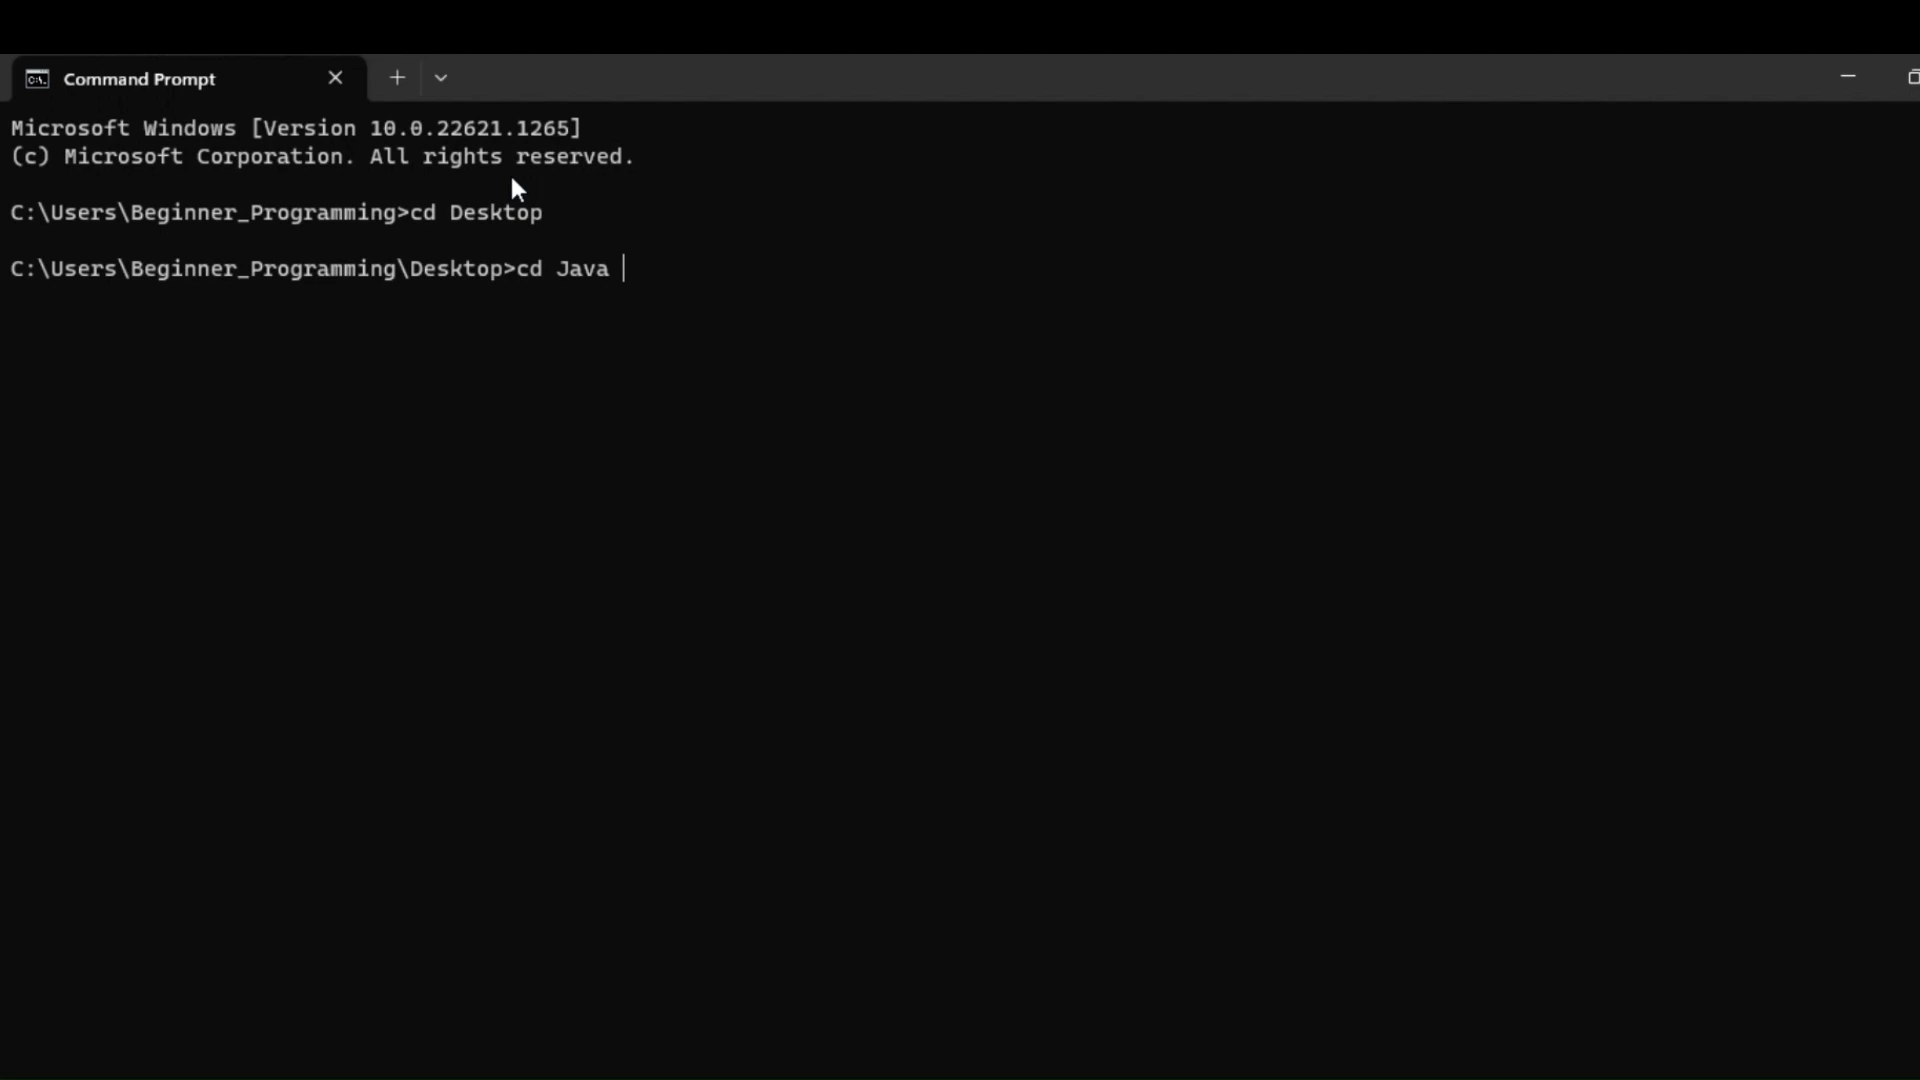 Command Prompt
Microsoft Windows [Version 10.0.22621.1265]
(c) Microsoft Corporation. All rights reserved.
C:\Users\Beginner_Programming>cd Desktop
C:\Users\Beginner_Programming\Desktop>cd Java